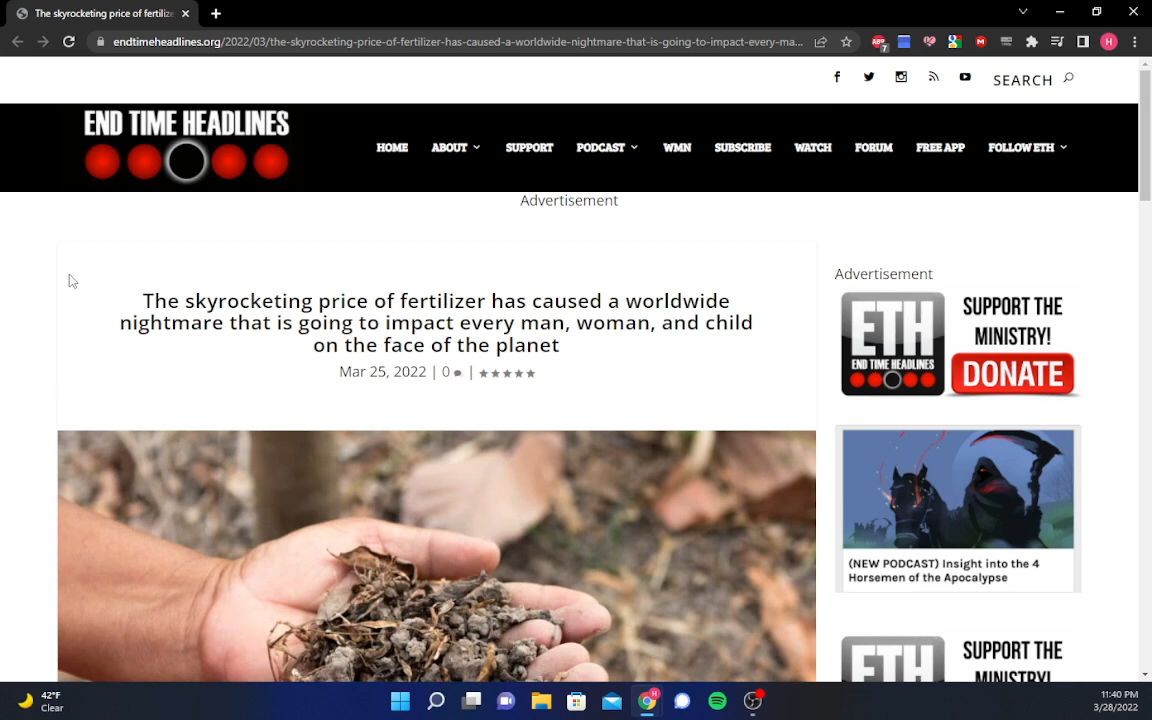 The skyrocketing price of fertiliz
endtimeheadlines.org/2022/03/the-skyrocketing-price-of-fertilizer-has-caused-a-worldwide-nightmare-that-is-going-to-impact-every-ma...
ABP
7
M
H
SEARCH
END TIME HEADLINES
HOME ABOUT SUPPORT PODCAST WMN SUBSCRIBE WATCH FORUM FREE APP FOLLOW ETH
Advertisement
The skyrocketing price of fertilizer has caused a worldwide
nightmare that is going to impact every man, woman, and child
on the face of the planet
Mar 25, 2022 | 0 |
Advertisement
ETH
END TIME HEADLINES
SUPPORT THE
MINISTRY!
DONATE
(NEW PODCAST) Insight into the 4
Horsemen of the Apocalypse
ETH
SUPPORT THE
MINISTRY!
42°F
Clear
H
11:40 PM
3/28/2022